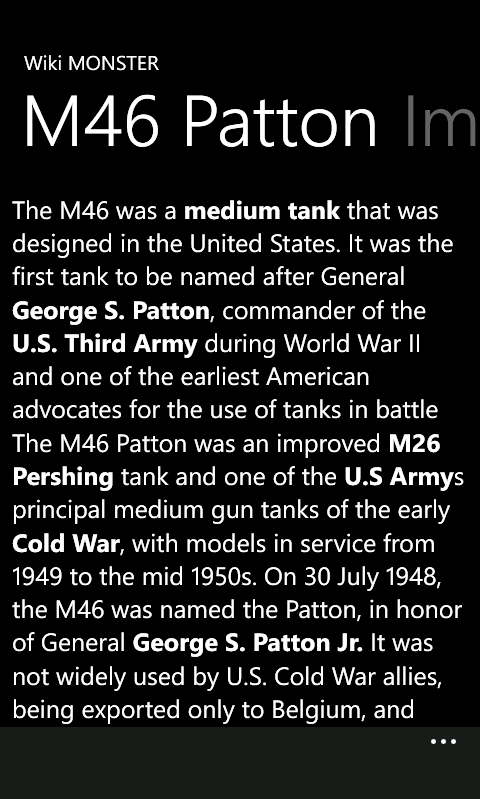 Wiki MONSTER
M46 Patton Im
The M46 was a medium tank that was
designed in the United States. It was the
first tank to be named after General
George S. Patton, commander of the
U.S. Third Army during World War II
and one of the earliest American
advocates for the use of tanks in battle
The M46 Patton was an improved M26
Pershing tank and one of the U.S Armys
principal medium gun tanks of the early
Cold War, with models in service from
1949 to the mid 1950s. On 30 July 1948,
the M46 was named the Patton, in honor
of General George S. Patton Jr. It was
not widely used by U.S. Cold War allies,
being exported only to Belgium, and